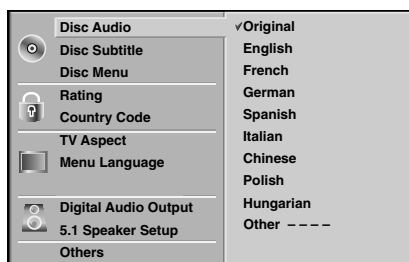 Disc Audio
Disc Subtitle
Disc Menu
Rating
Country Code
TV Aspect
Menu Language
Digital Audio Output
5.1 Speaker Setup
Others
✓Original
English
French
German
Spanish
Italian
Chinese
Polish
Hungarian
Other – – – –